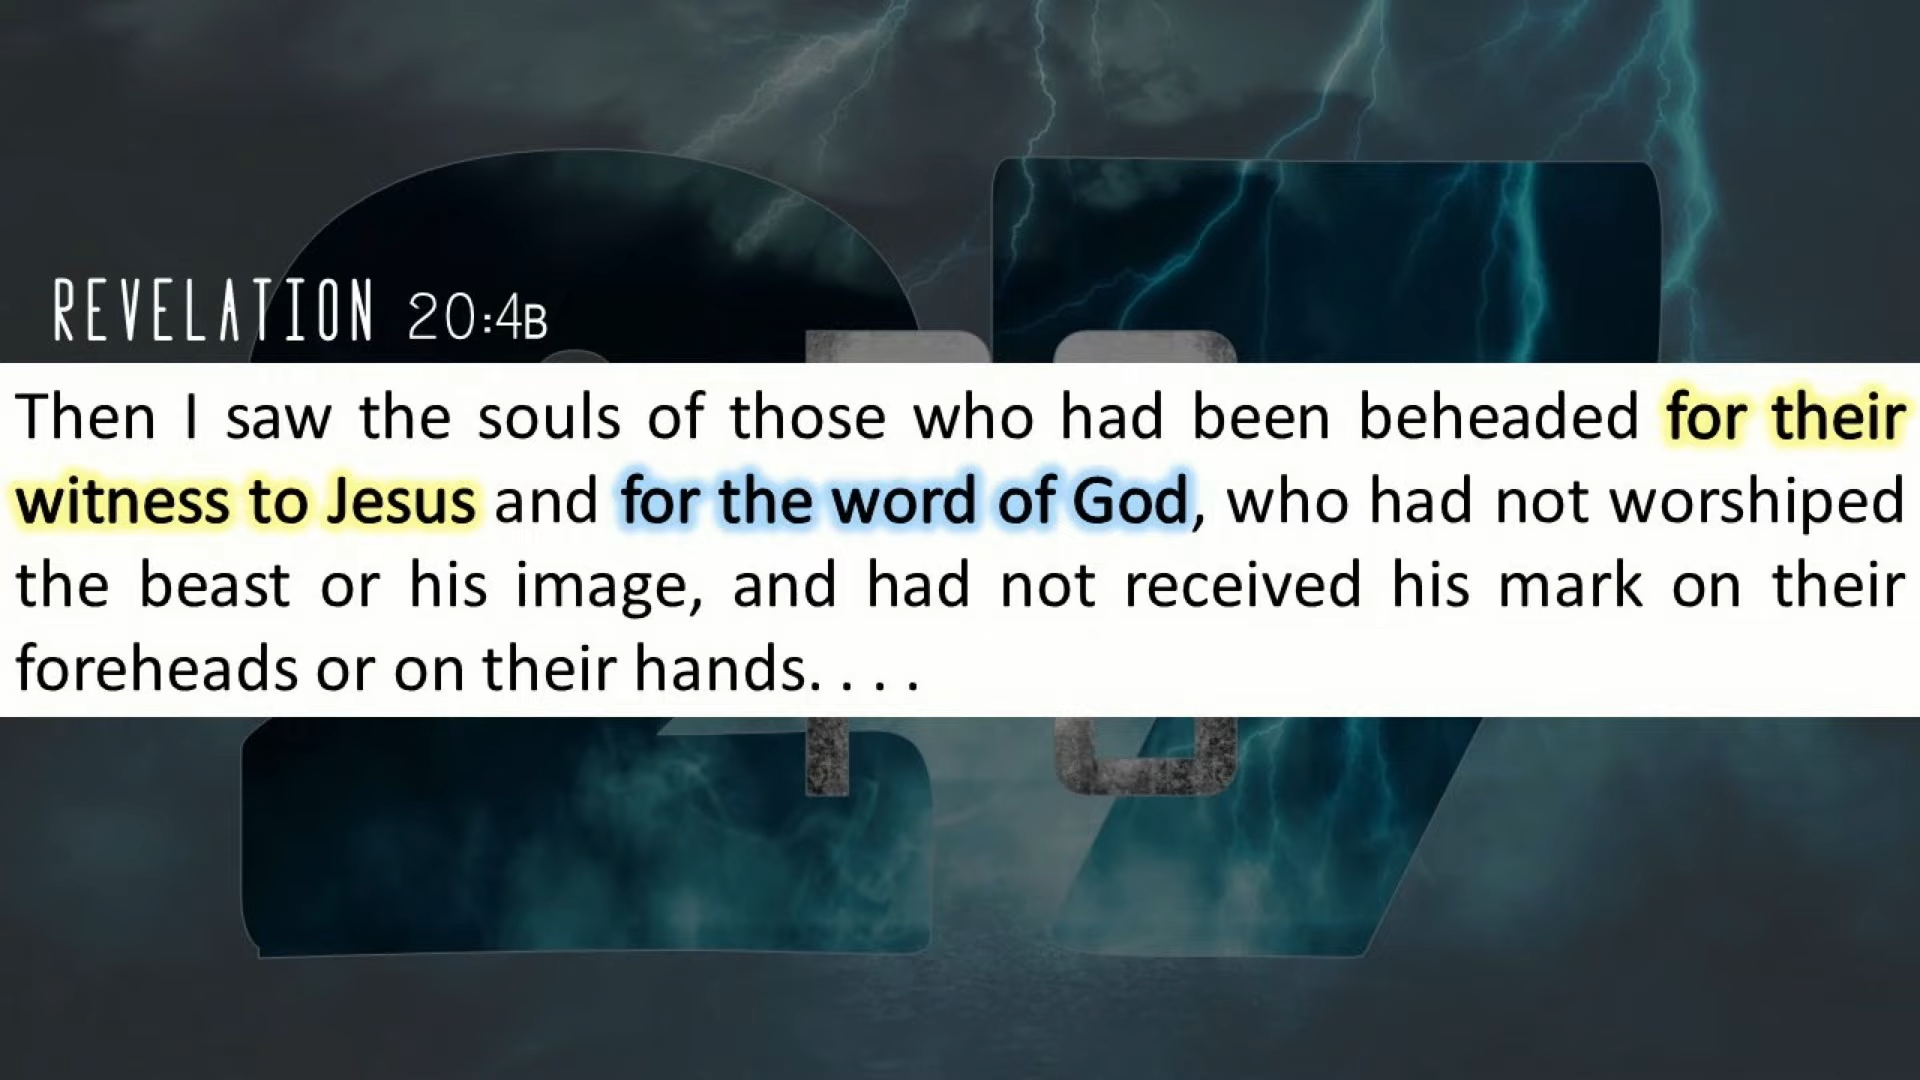 REVELATION 20:4B
Then I saw the souls of those who had been beheaded for their
witness to Jesus and for the word of God, who had not worshiped
the beast or his image, and had not received his mark on their
foreheads or on their hands. . . .